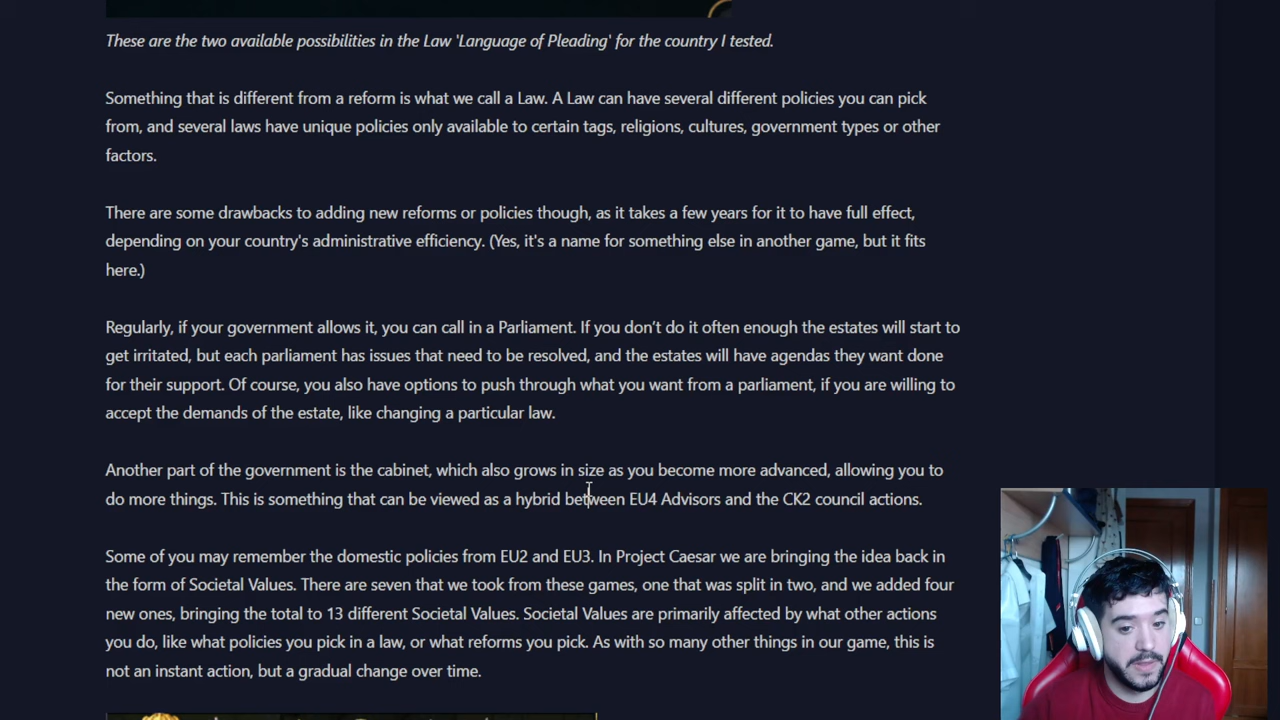 These are the two available possibilities in the Law 'Language of Pleading' for the country I tested.
Something that is different from a reform is what we call a Law. A Law can have several different policies you can pick
from, and several laws have unique policies only available to certain tags, religions, cultures, government types or other
factors.
There are some drawbacks to adding new reforms or policies though, as it takes a few years for it to have full effect,
depending on your country's administrative efficiency. (Yes, it's a name for something else in another game, but it fits
here.)
Regularly, if your government allows it, you can call in a Parliament. If you don’t do it often enough the estates will start to
get irritated, but each parliament has issues that need to be resolved, and the estates will have agendas they want done
for their support. Of course, you also have options to push through what you want from a parliament, if you are willing to
accept the demands of the estate, like changing a particular law.
Another part of the government is the cabinet, which also grows in size as you become more advanced, allowing you to
do more things. This is something that can be viewed as a hybrid between EU4 Advisors and the CK2 council actions.
Some of you may remember the domestic policies from EU2 and EU3. In Project Caesar we are bringing the idea back in
the form of Societal Values. There are seven that we took from these games, one that was split in two, and we added four
new ones, bringing the total to 13 different Societal Values. Societal Values are primarily affected by what other actions
you do, like what policies you pick in a law, or what reforms you pick. As with so many other things in our game, this is
not an instant action, but a gradual change over time.